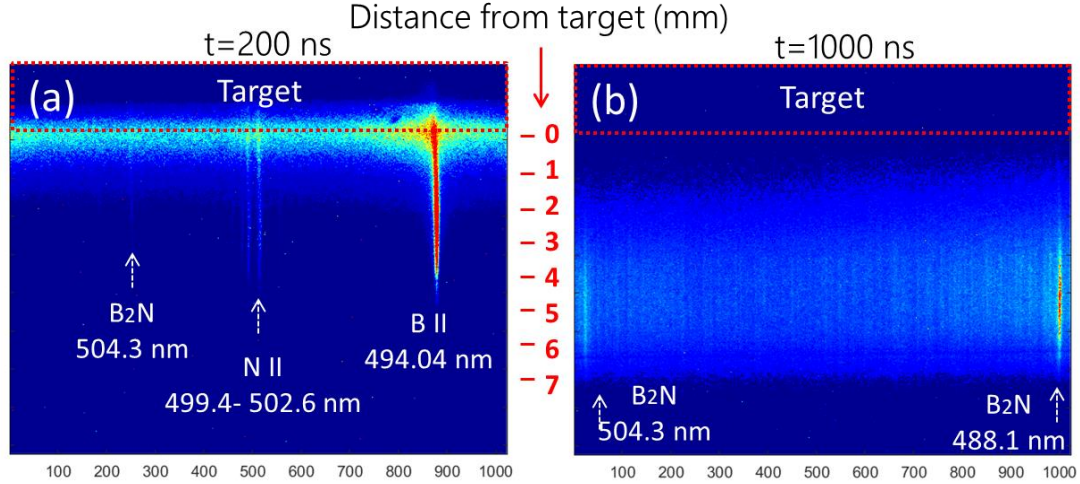 Distance from target (mm)
t=200 ns
t=1000 ns
(a)
Target
(b)
Target
– 0
– 1
– 2
– 3
– 4
– 5
– 6
– 7
B2N
504.3 nm
N II
499.4- 502.6 nm
B II
494.04 nm
B2N
504.3 nm
B2N
488.1 nm
100 200 300 400 500 600 700 800 900 1000
100 200 300 400 500 600 700 800 900 1000